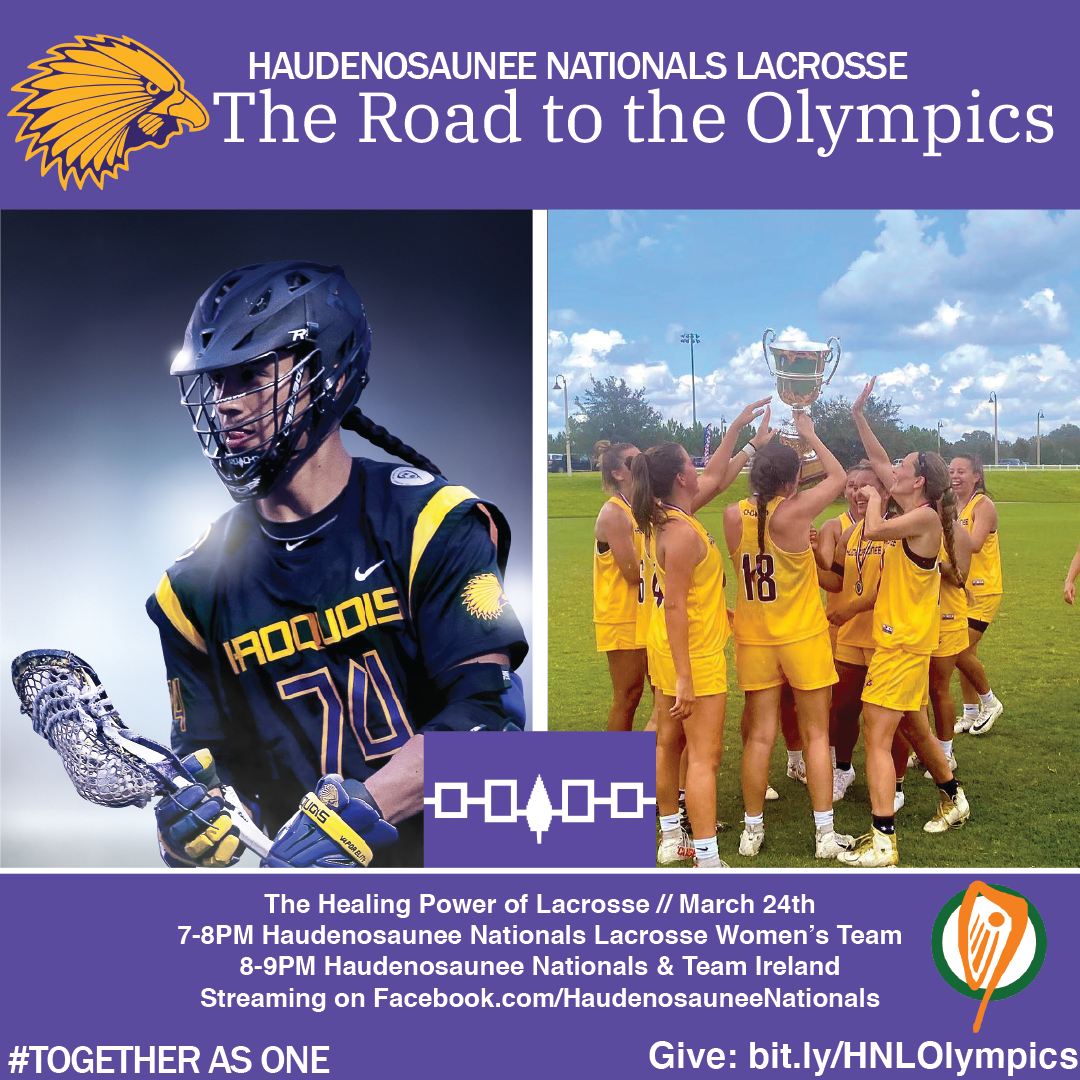 HAUDENOSAUNEE NATIONALS LACROSSE
The Road to the Olympics
IROQUOIS
74
18
The Healing Power of Lacrosse // March 24th
7-8PM Haudenosaunee Nationals Lacrosse Women's Team
8-9PM Haudenosaunee Nationals & Team Ireland
Streaming on Facebook.com/HaudenosauneeNationals
#TOGETHER AS ONE
Give: bit.ly/HNLOlympics